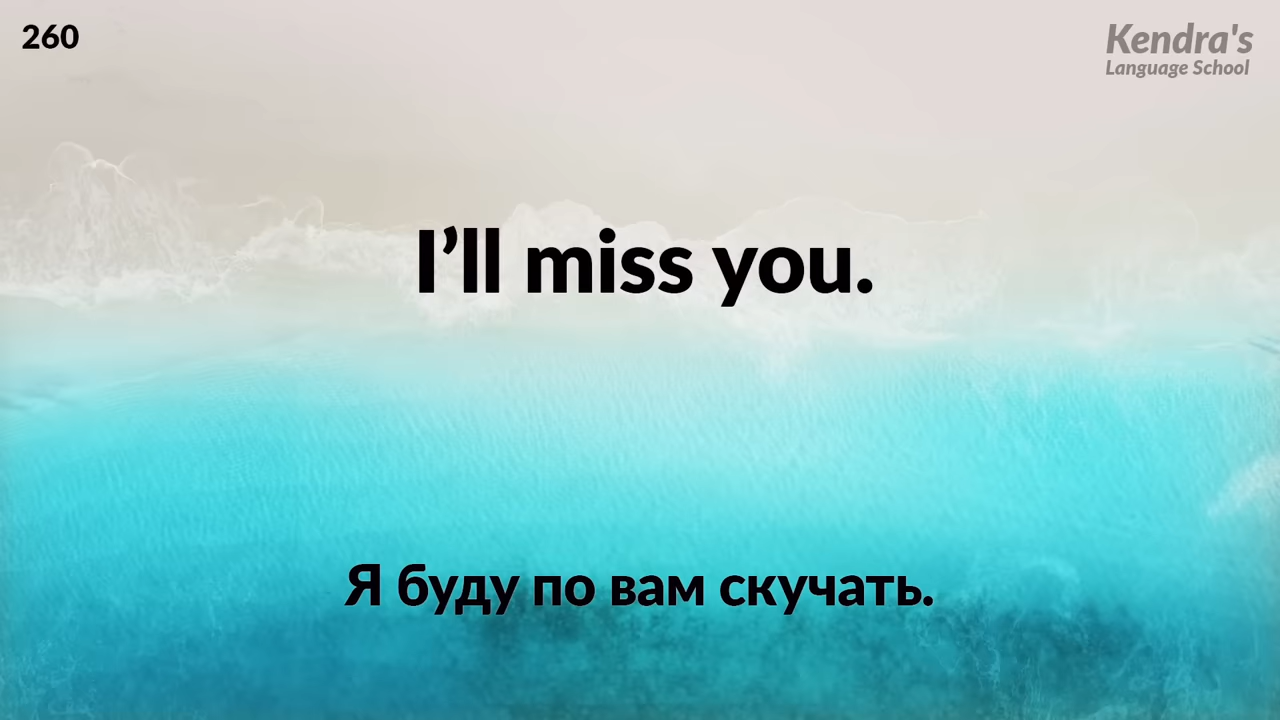 260
Kendra's
Language School
I’ll miss you.
Я буду по вам скучать.